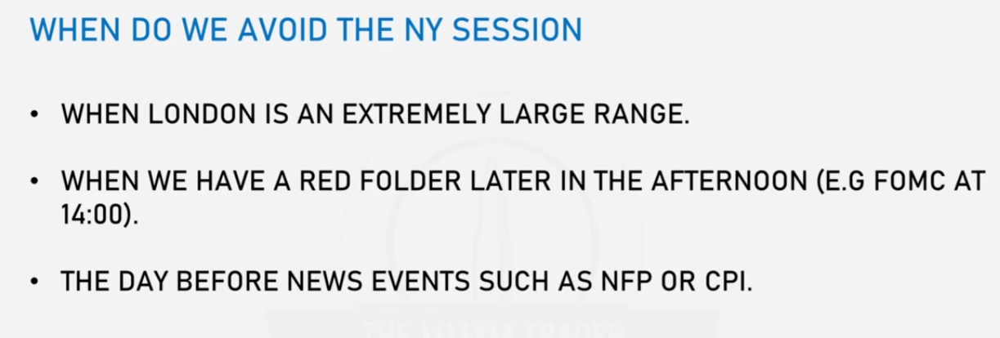 WHEN DO WE AVOID THE NY SESSION
• WHEN LONDON IS AN EXTREMELY LARGE RANGE.
• WHEN WE HAVE A RED FOLDER LATER IN THE AFTERNOON (E.G FOMC AT
14:00).
• THE DAY BEFORE NEWS EVENTS SUCH AS NFP OR CPI.
THE TRADER